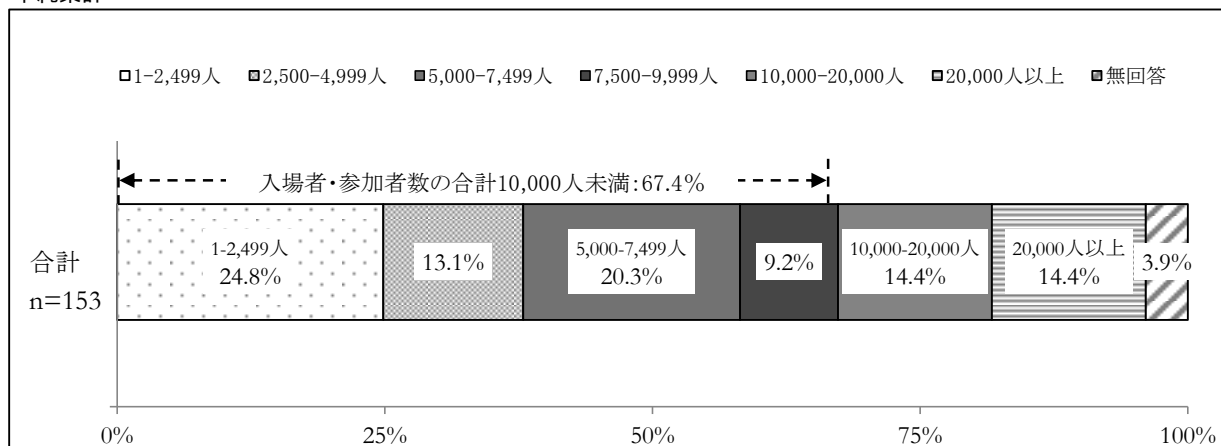 □1-2,499人 ▨2,500-4,999人 ■5,000-7,499人 ■7,500-9,999人 ■10,000-20,000人 ▤20,000人以上 ▨無回答
入場者・参加者数の合計10,000人未満:67.4%
合計
n=153
1-2,499人
24.8%
13.1%
5,000-7,499人
20.3%
9.2%
10,000-20,000人
14.4%
20,000人以上
14.4%
3.9%
0% 25% 50% 75% 100%